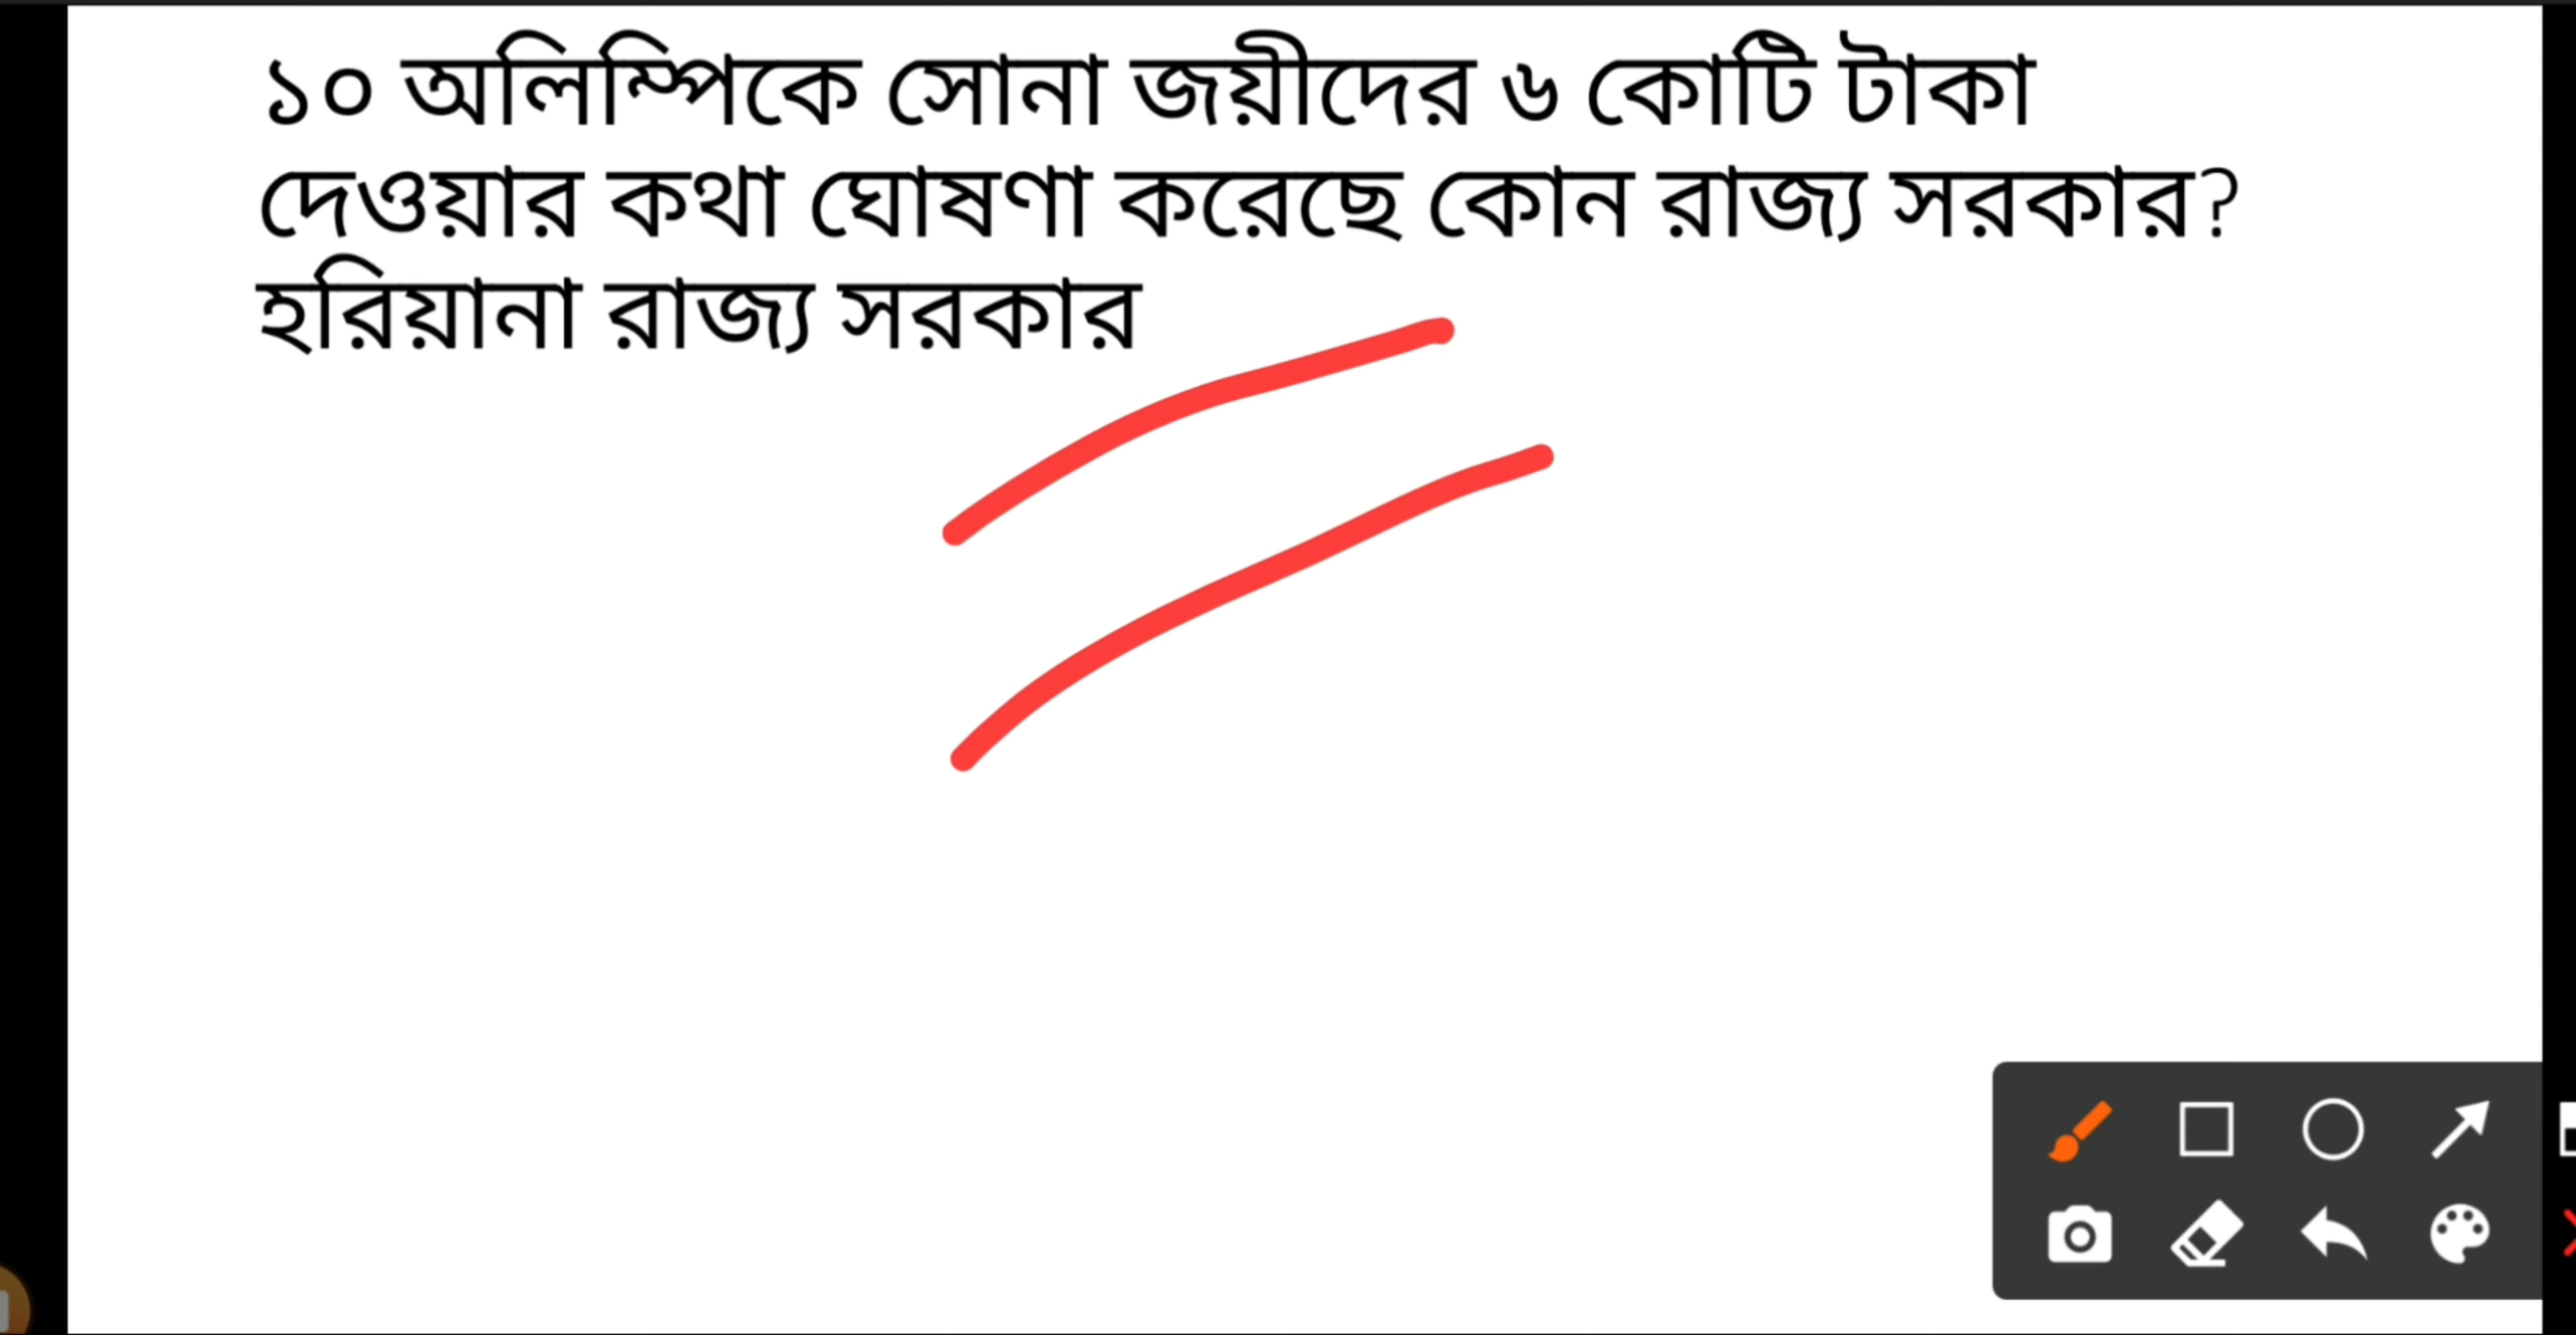 ১০ অলিম্পিকে সোনা জয়ীদের ৬ কোটি টাকা
দেওয়ার কথা ঘোষণা করেছে কোন রাজ্য সরকার?
হরিয়ানা রাজ্য সরকার